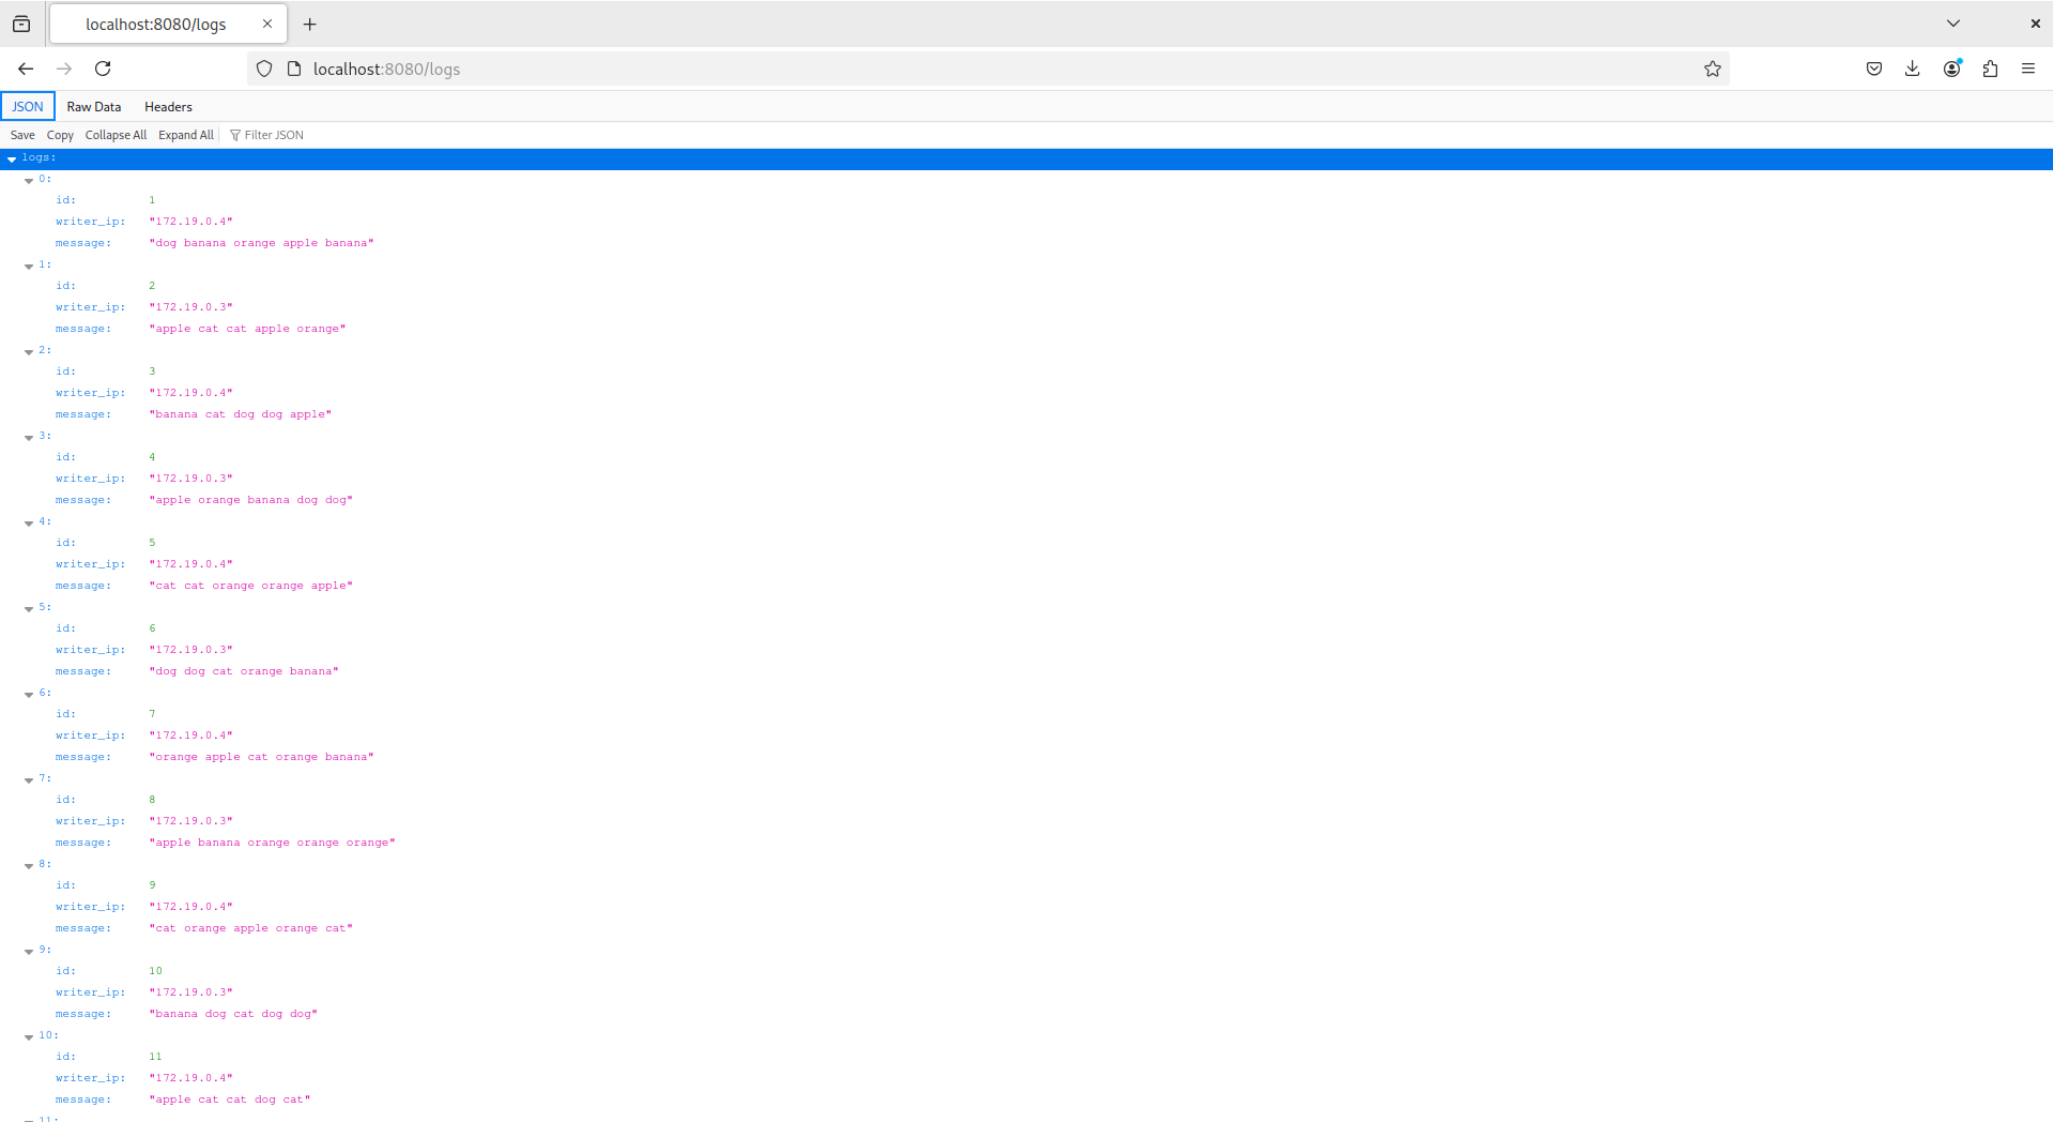 localhost:8080/logs
localhost:8080/logs
JSON Raw Data Headers
Save Copy Collapse All Expand All Filter JSON
logs:
0:
id: 1
writer_ip: "172.19.0.4"
message: "dog banana orange apple banana"
1:
id: 2
writer_ip: "172.19.0.3"
message: "apple cat cat apple orange"
2:
id: 3
writer_ip: "172.19.0.4"
message: "banana cat dog dog apple"
3:
id: 4
writer_ip: "172.19.0.3"
message: "apple orange banana dog dog"
4:
id: 5
writer_ip: "172.19.0.4"
message: "cat cat orange orange apple"
5:
id: 6
writer_ip: "172.19.0.3"
message: "dog dog cat orange banana"
6:
id: 7
writer_ip: "172.19.0.4"
message: "orange apple cat orange banana"
7:
id: 8
writer_ip: "172.19.0.3"
message: "apple banana orange orange orange"
8:
id: 9
writer_ip: "172.19.0.4"
message: "cat orange apple orange cat"
9:
id: 10
writer_ip: "172.19.0.3"
message: "banana dog cat dog dog"
10:
id: 11
writer_ip: "172.19.0.4"
message: "apple cat cat dog cat"
11: